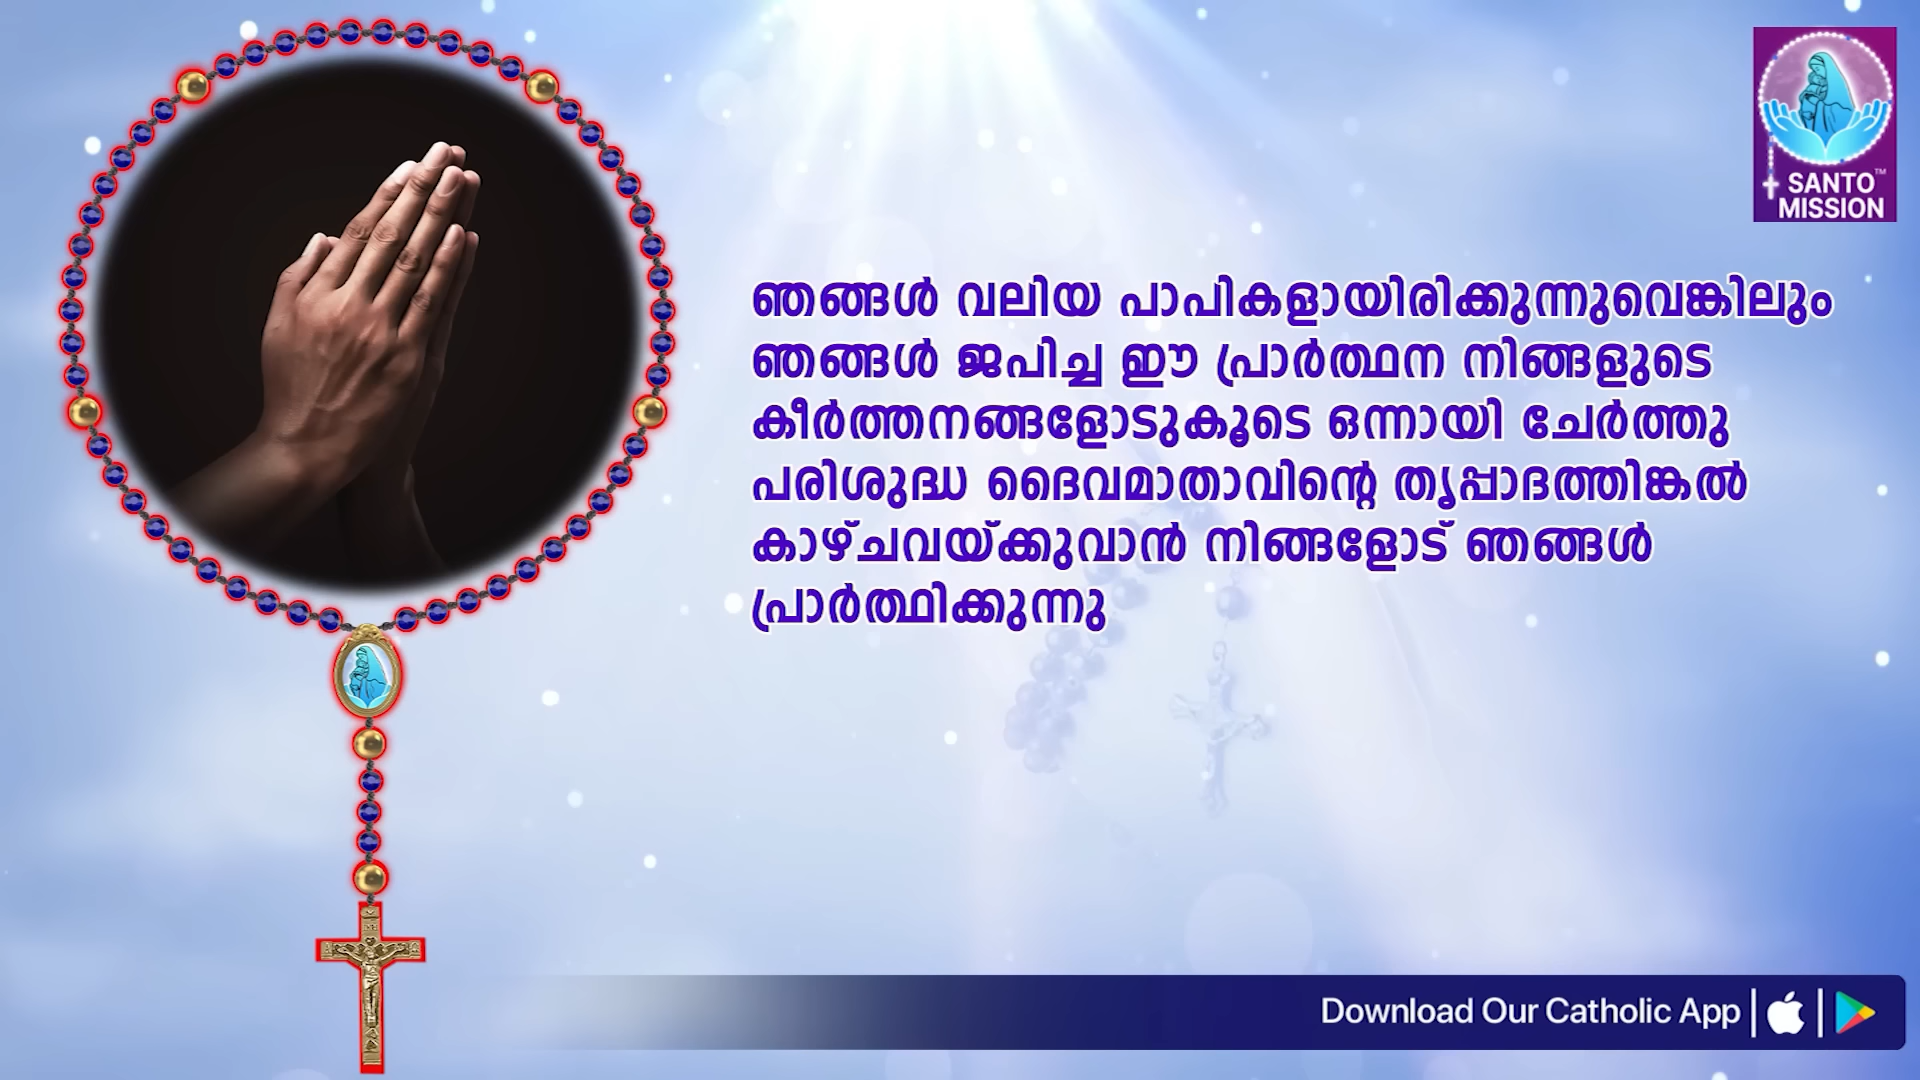 SANTO™
MISSION
ഞങ്ങൾ വലിയ പാപികളായിരിക്കുന്നുവെങ്കിലും
ഞങ്ങൾ ജപിച്ച ഈ പ്രാർത്ഥന നിങ്ങളുടെ
കീർത്തനങ്ങളോടുകൂടെ ഒന്നായി ചേർത്തു
പരിശുദ്ധ ദൈവമാതാവിന്റെ തൃപ്പാദത്തിങ്കൽ
കാഴ്ചവയ്ക്കുവാൻ നിങ്ങളോട് ഞങ്ങൾ
പ്രാർത്ഥിക്കുന്നു
Download Our Catholic App